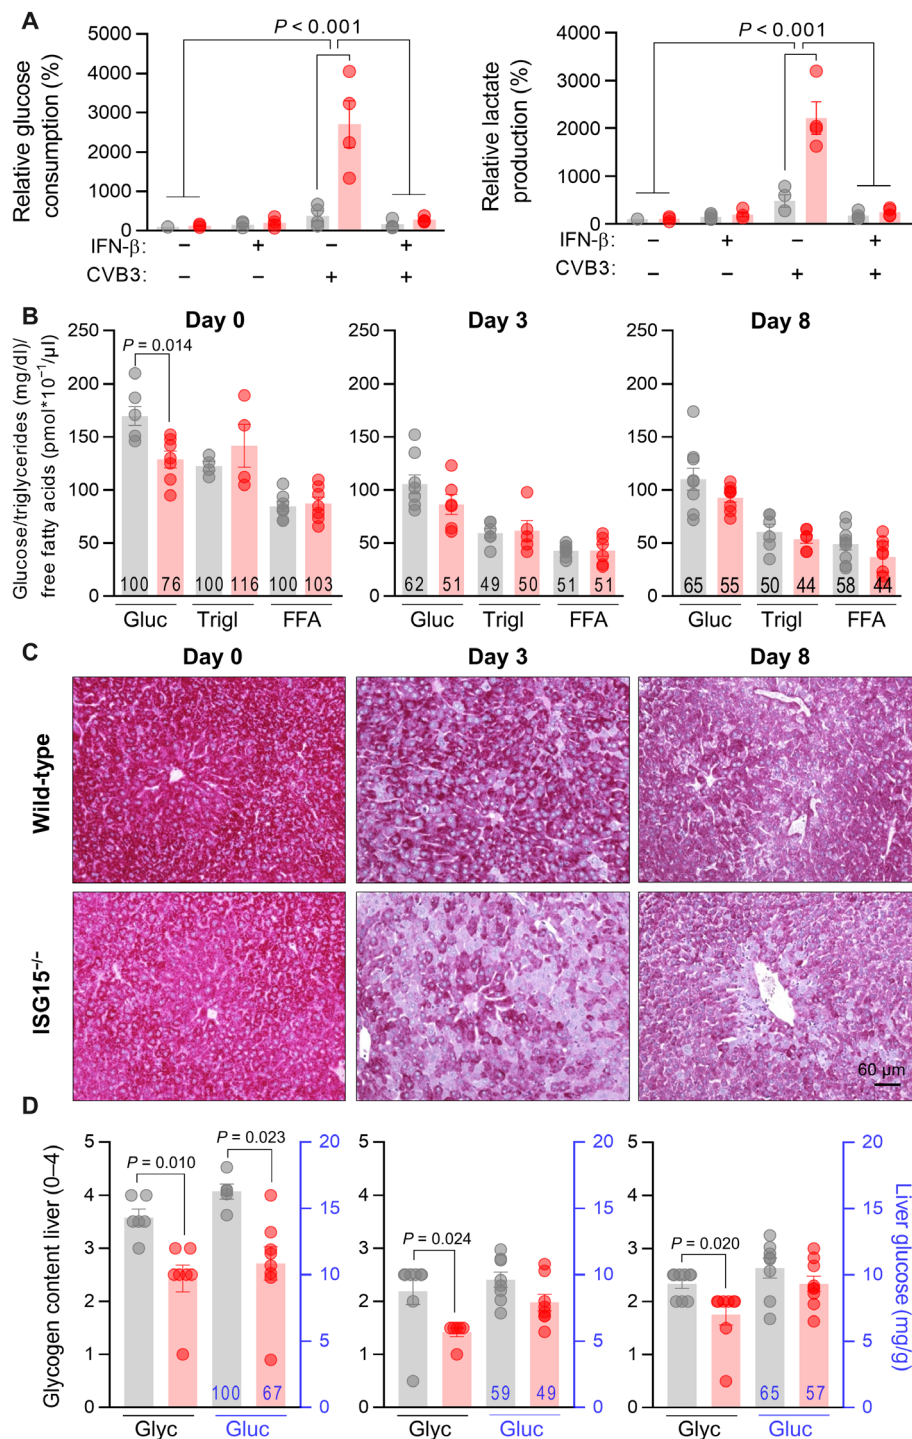 A
P < 0.001
Relative glucose
consumption (%)
5000
4000
3000
2000
1000
0
IFN-β: – + – +
CVB3: – – + +
P < 0.001
Relative lactate
production (%)
4000
3000
2000
1000
0
IFN-β: – + – +
CVB3: – – + +
B
Day 0
Day 3
Day 8
Glucose/triglycerides (mg/dl)/
free fatty acids (pmol*10⁻¹/µl)
250
200
150
100
50
0
P = 0.014
100 76 100 116 100 103
Gluc Trigl FFA
250
200
150
100
50
0
62 51 49 50 51 51
Gluc Trigl FFA
250
200
150
100
50
0
65 55 50 44 58 44
Gluc Trigl FFA
C
Day 0
Day 3
Day 8
Wild-type
ISG15⁻/⁻
60 µm
D
Glycogen content liver (0–4)
5
4
3
2
1
0
P = 0.010
P = 0.023
100 67
20
15
10
5
0
Glyc Gluc
5
4
3
2
1
0
P = 0.024
59 49
20
15
10
5
0
Glyc Gluc
5
4
3
2
1
0
P = 0.020
65 57
20
15
10
5
0
Glyc Gluc
Liver glucose (mg/g)